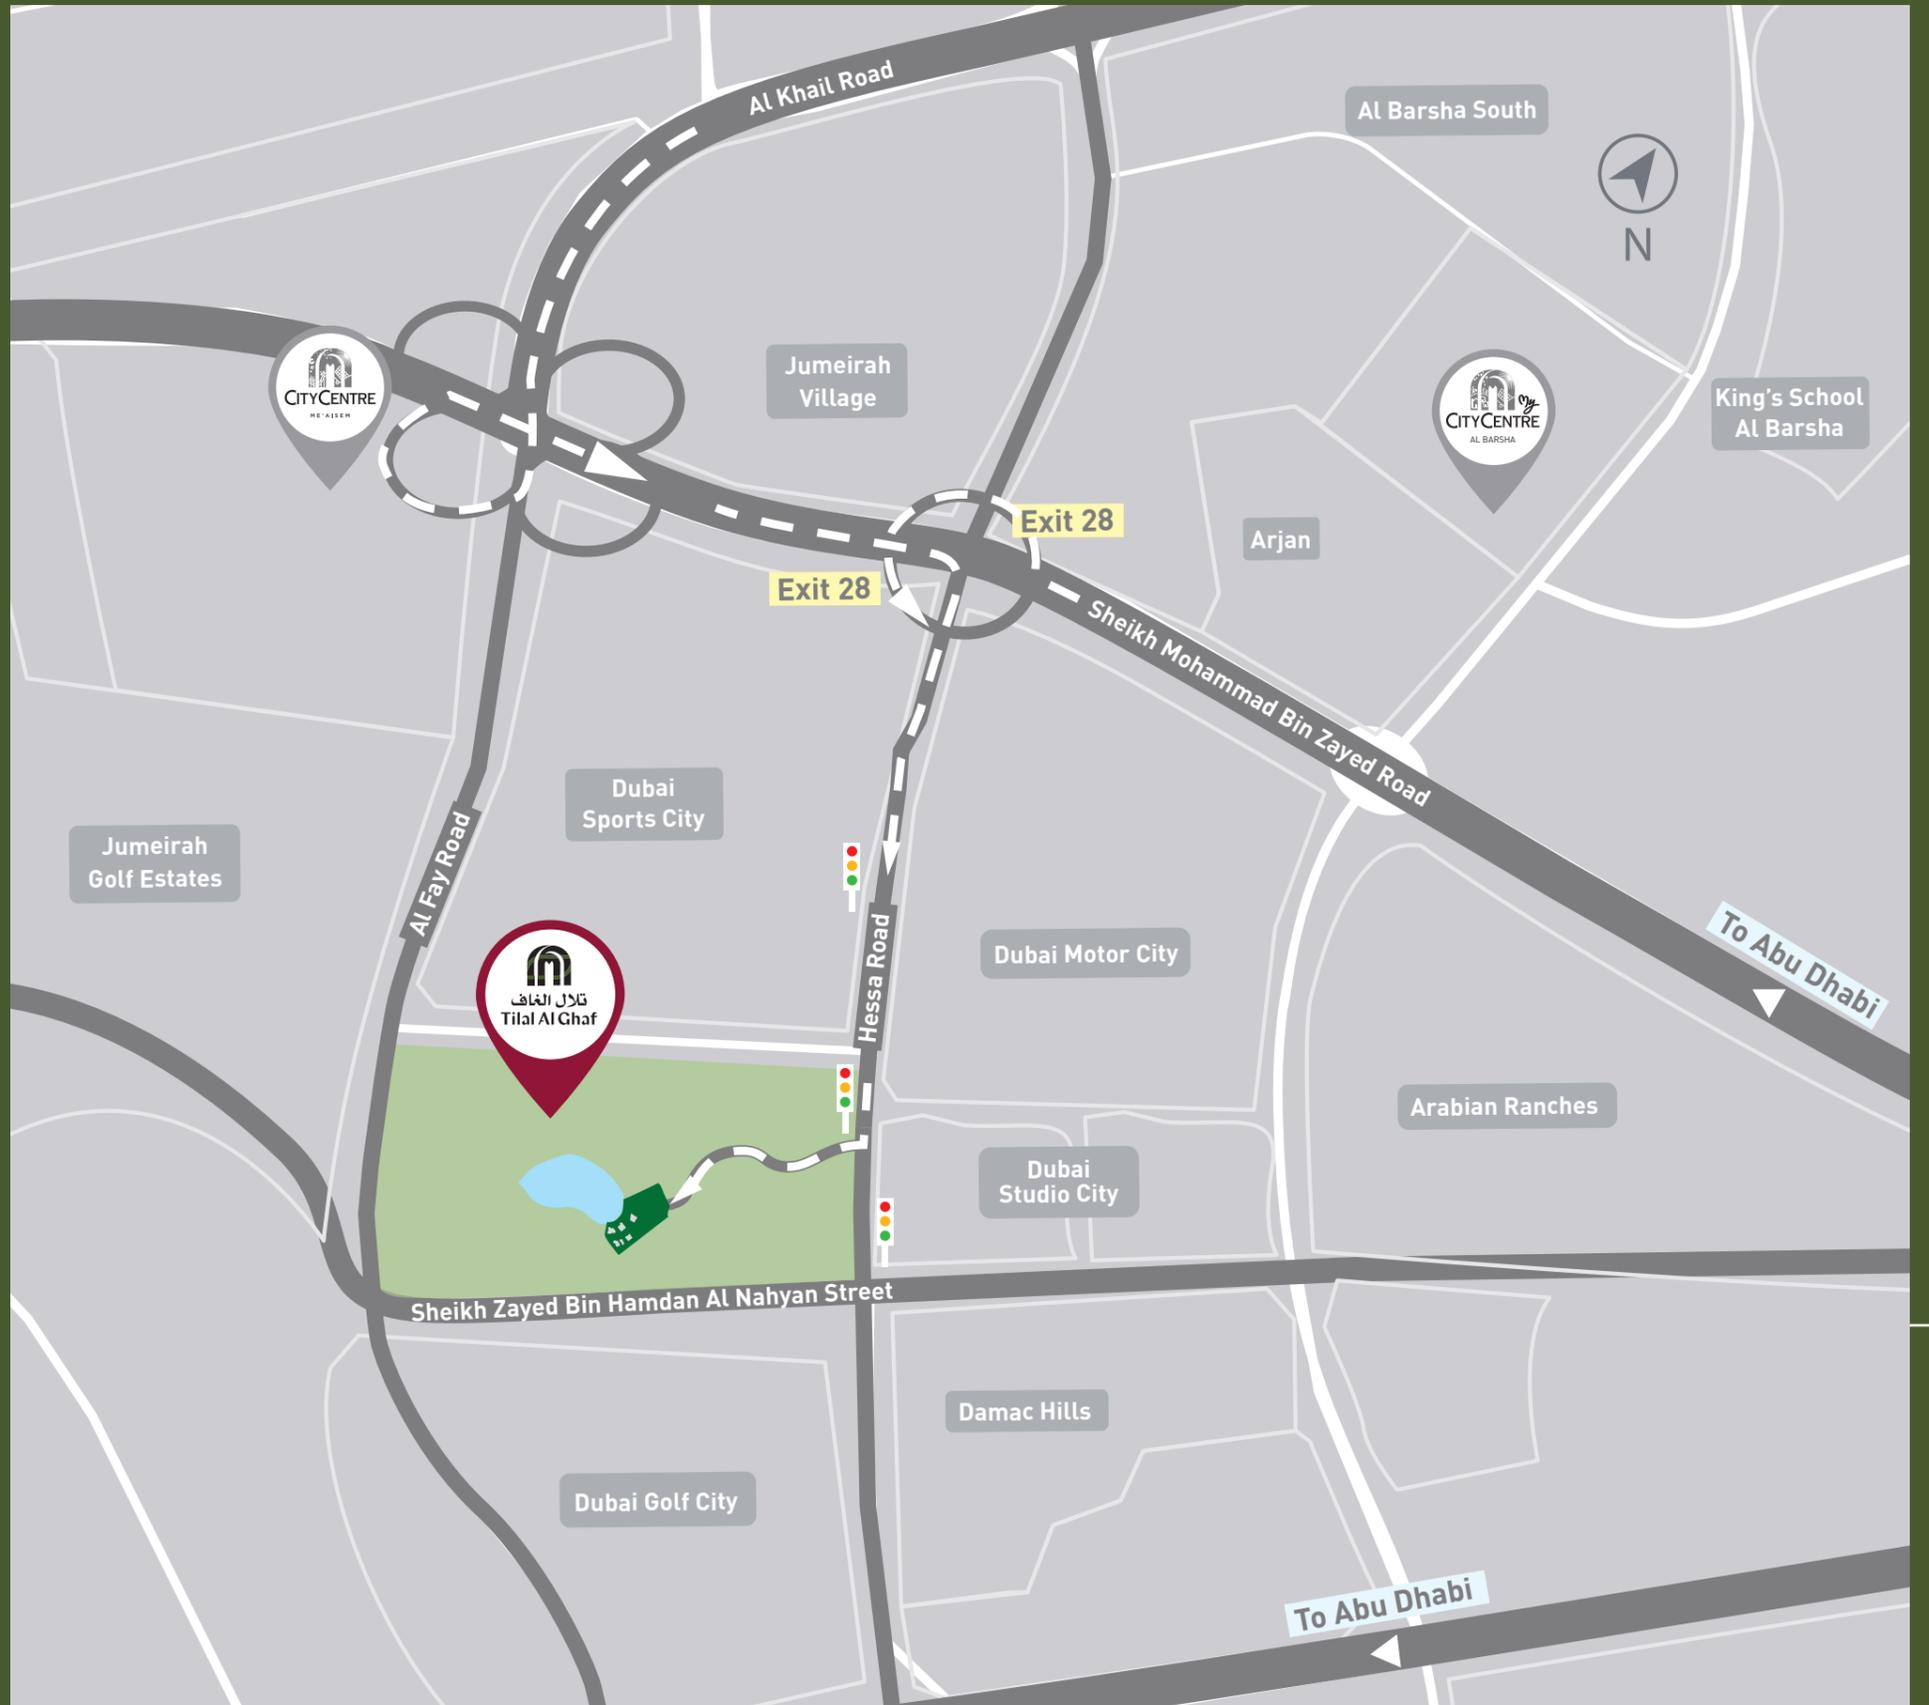 Al Khail Road
Al Barsha South
N
Jumeirah
Village
CITY CENTRE
ME'AISEM
My
CITY CENTRE
AL BARSHA
King's School
Al Barsha
Exit 28
Arjan
Exit 28
Sheikh Mohammad Bin Zayed Road
Dubai
Sports City
Jumeirah
Golf Estates
Al Fay Road
Hessa Road
Dubai Motor City
To Abu Dhabi
تلال الغاف
Tilal Al Ghaf
Arabian Ranches
Dubai
Studio City
Sheikh Zayed Bin Hamdan Al Nahyan Street
Damac Hills
Dubai Golf City
To Abu Dhabi